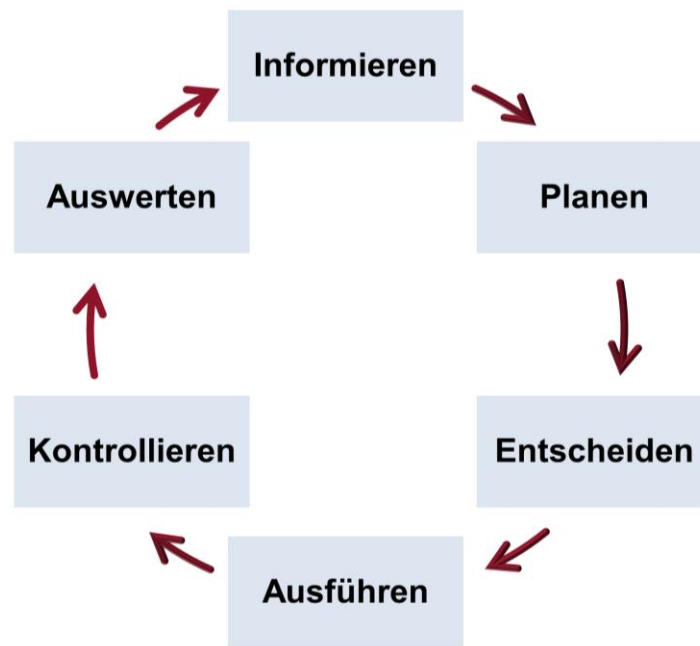 Informieren
Planen
Entscheiden
Ausführen
Kontrollieren
Auswerten